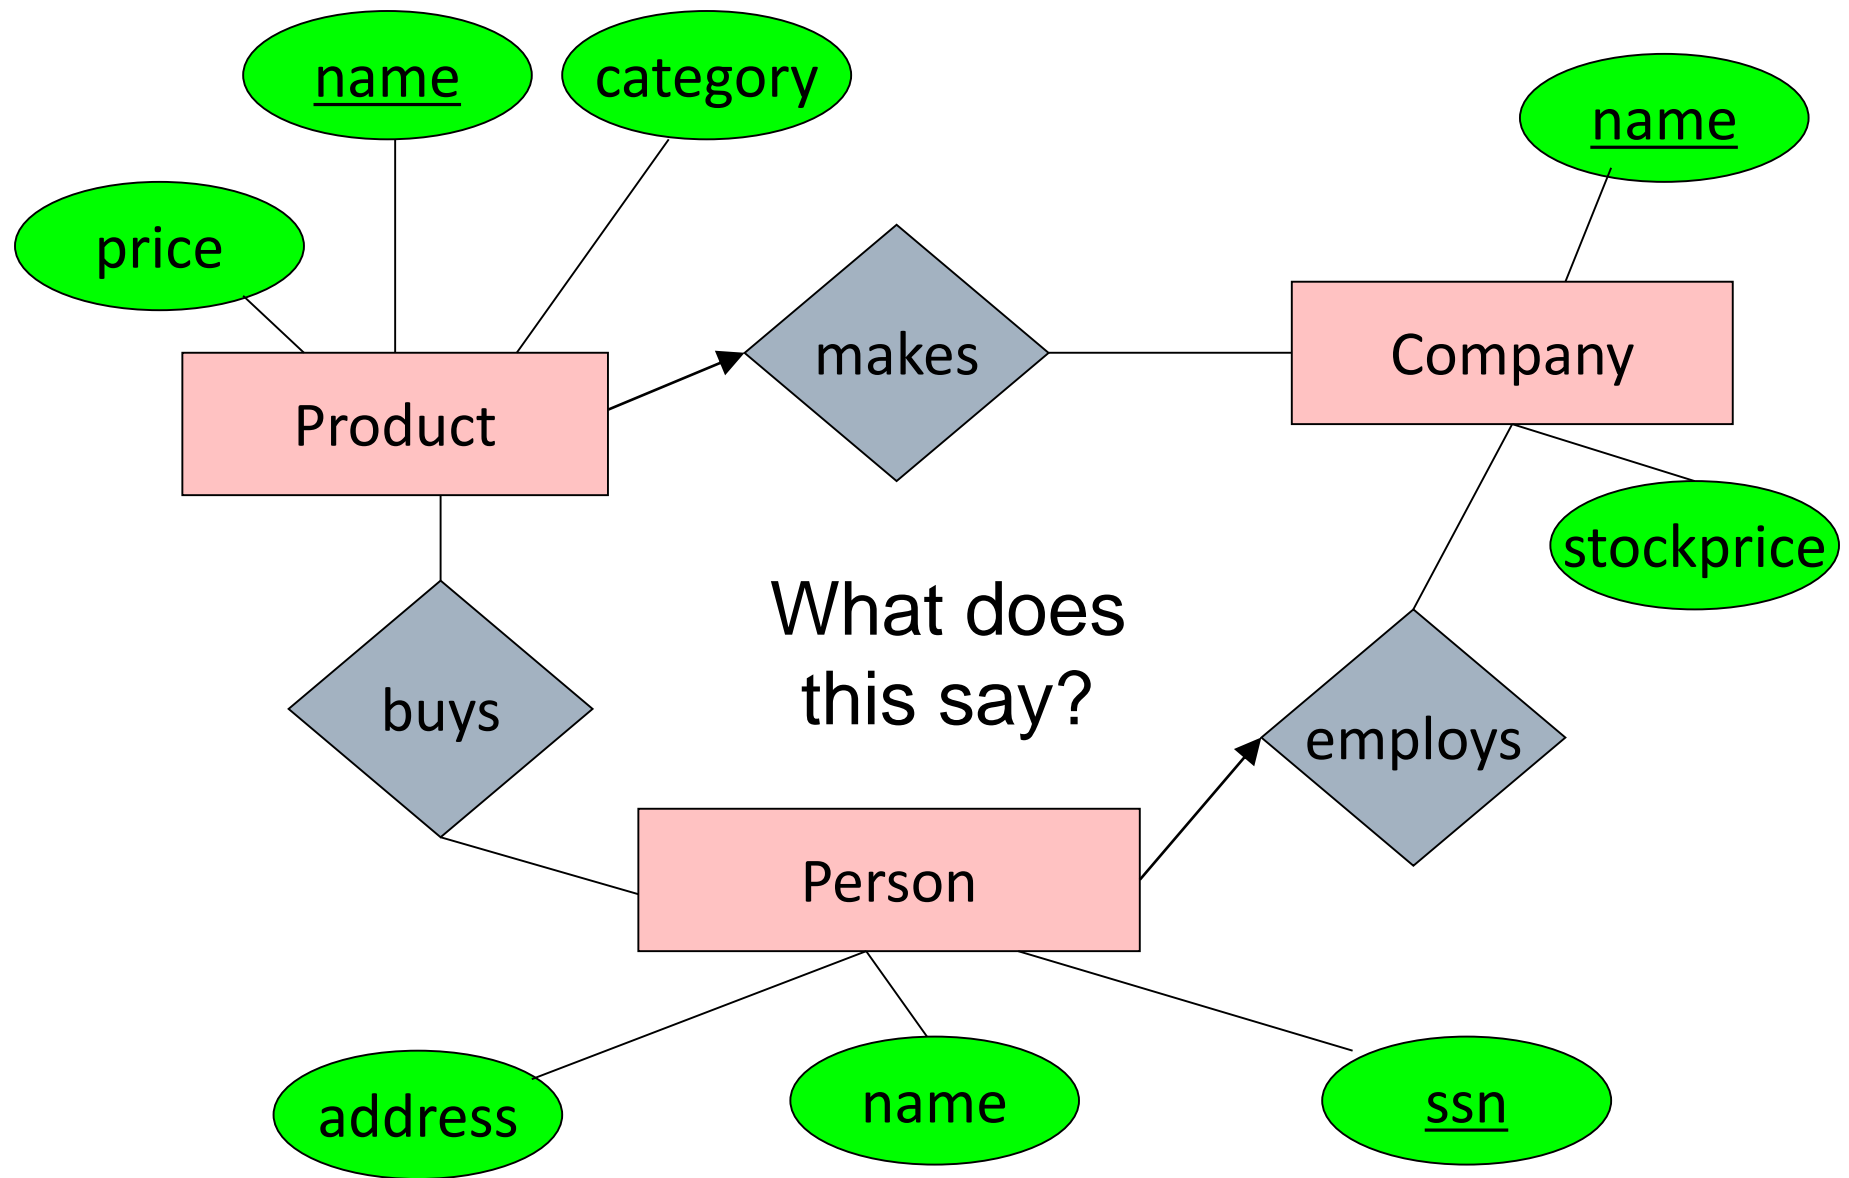 name
category
name
price
makes
Company
Product
stockprice
What does
this say?
buys
employs
Person
address
name
ssn